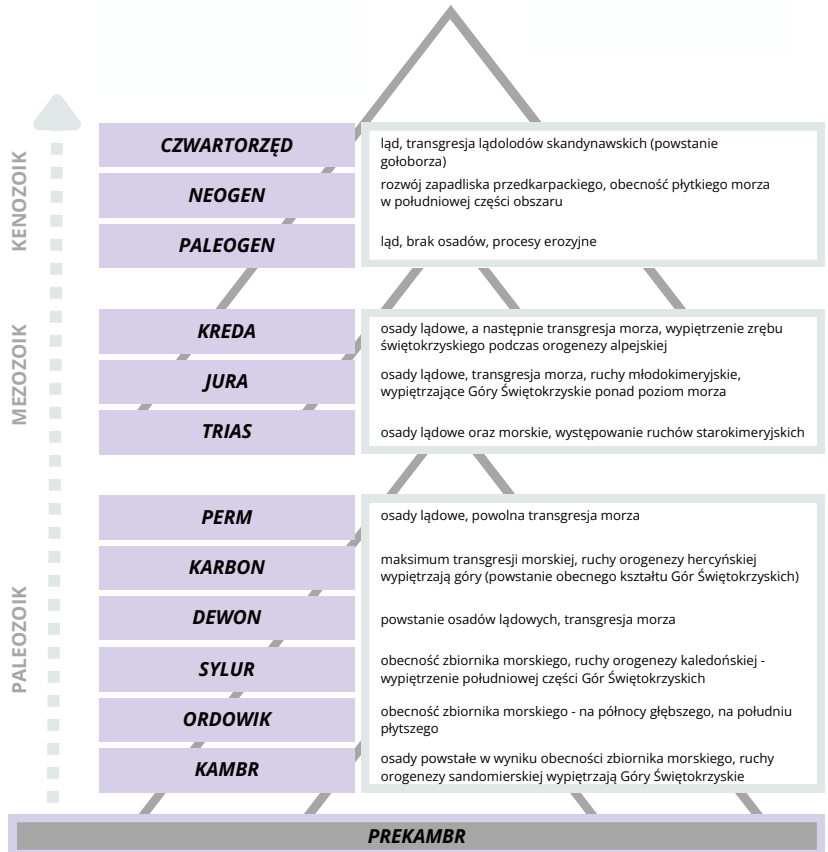 KENOZOIK
CZWARTORZĘD
ląd, transgresja lądolodów skandynawskich (powstanie
gołoborza)
NEOGEN
rozwój zapadliska przedkarpackiego, obecność płytkiego morza
w południowej części obszaru
PALEOGEN
ląd, brak osadów, procesy erozyjne
MEZOZOIK
KREDA
osady lądowe, a następnie transgresja morza, wypiętrzenie zrębu
świętokrzyskiego podczas orogenezy alpejskiej
JURA
osady lądowe, transgresja morza, ruchy młodokimeryjskie,
wypiętrzające Góry Świętokrzyskie ponad poziom morza
TRIAS
osady lądowe oraz morskie, występowanie ruchów starokimeryjskich
PALEOZOIK
PERM
osady lądowe, powolna transgresja morza
KARBON
maksimum transgresji morskiej, ruchy orogenezy hercyńskiej
wypiętrzają góry (powstanie obecnego kształtu Gór Świętokrzyskich)
DEWON
powstanie osadów lądowych, transgresja morza
SYLUR
obecność zbiornika morskiego, ruchy orogenezy kaledońskiej -
wypiętrzenie południowej części Gór Świętokrzyskich
ORDOWIK
obecność zbiornika morskiego - na północy głębszego, na południu
płytszego
KAMBR
osady powstałe w wyniku obecności zbiornika morskiego, ruchy
orogenezy sandomierskiej wypiętrzają Góry Świętokrzyskie
PREKAMBR